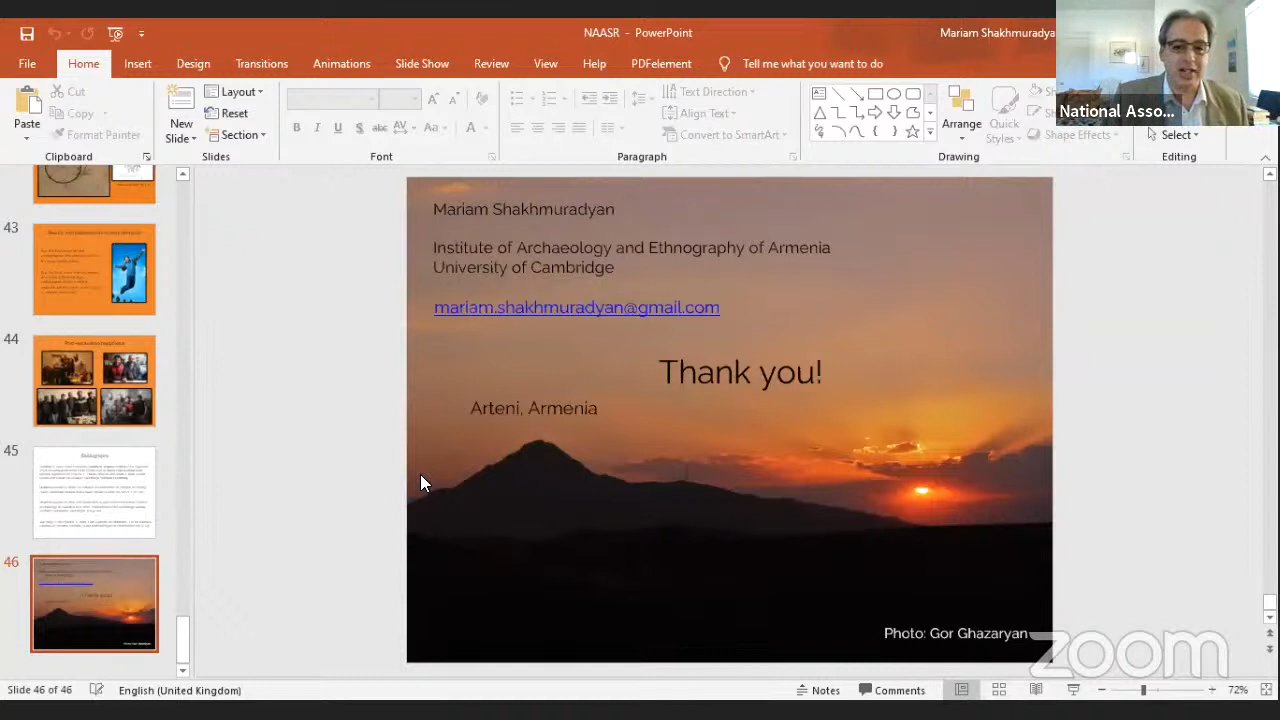 NAASR - PowerPoint
Mariam Shakhmuradya
File Home Insert Design Transitions Animations Slide Show Review View Help PDFelement Tell me what you want to do
National Asso...
Paste
Cut
Copy
Format Painter
Clipboard
New Slide
Layout
Reset
Section
Slides
B I U S abc AV Aa A
Font
Text Direction
Align Text
Convert to SmartArt
Paragraph
Arrange
Quick Styles
Shape Effects
Drawing
Select
Editing
43
44
45
46
Mariam Shakhmuradyan
Institute of Archaeology and Ethnography of Armenia
University of Cambridge
mariam.shakhmuradyan@gmail.com
Thank you!
Arteni, Armenia
Photo: Gor Ghazaryan
zoom
Slide 46 of 46 English (United Kingdom) Notes Comments 72%